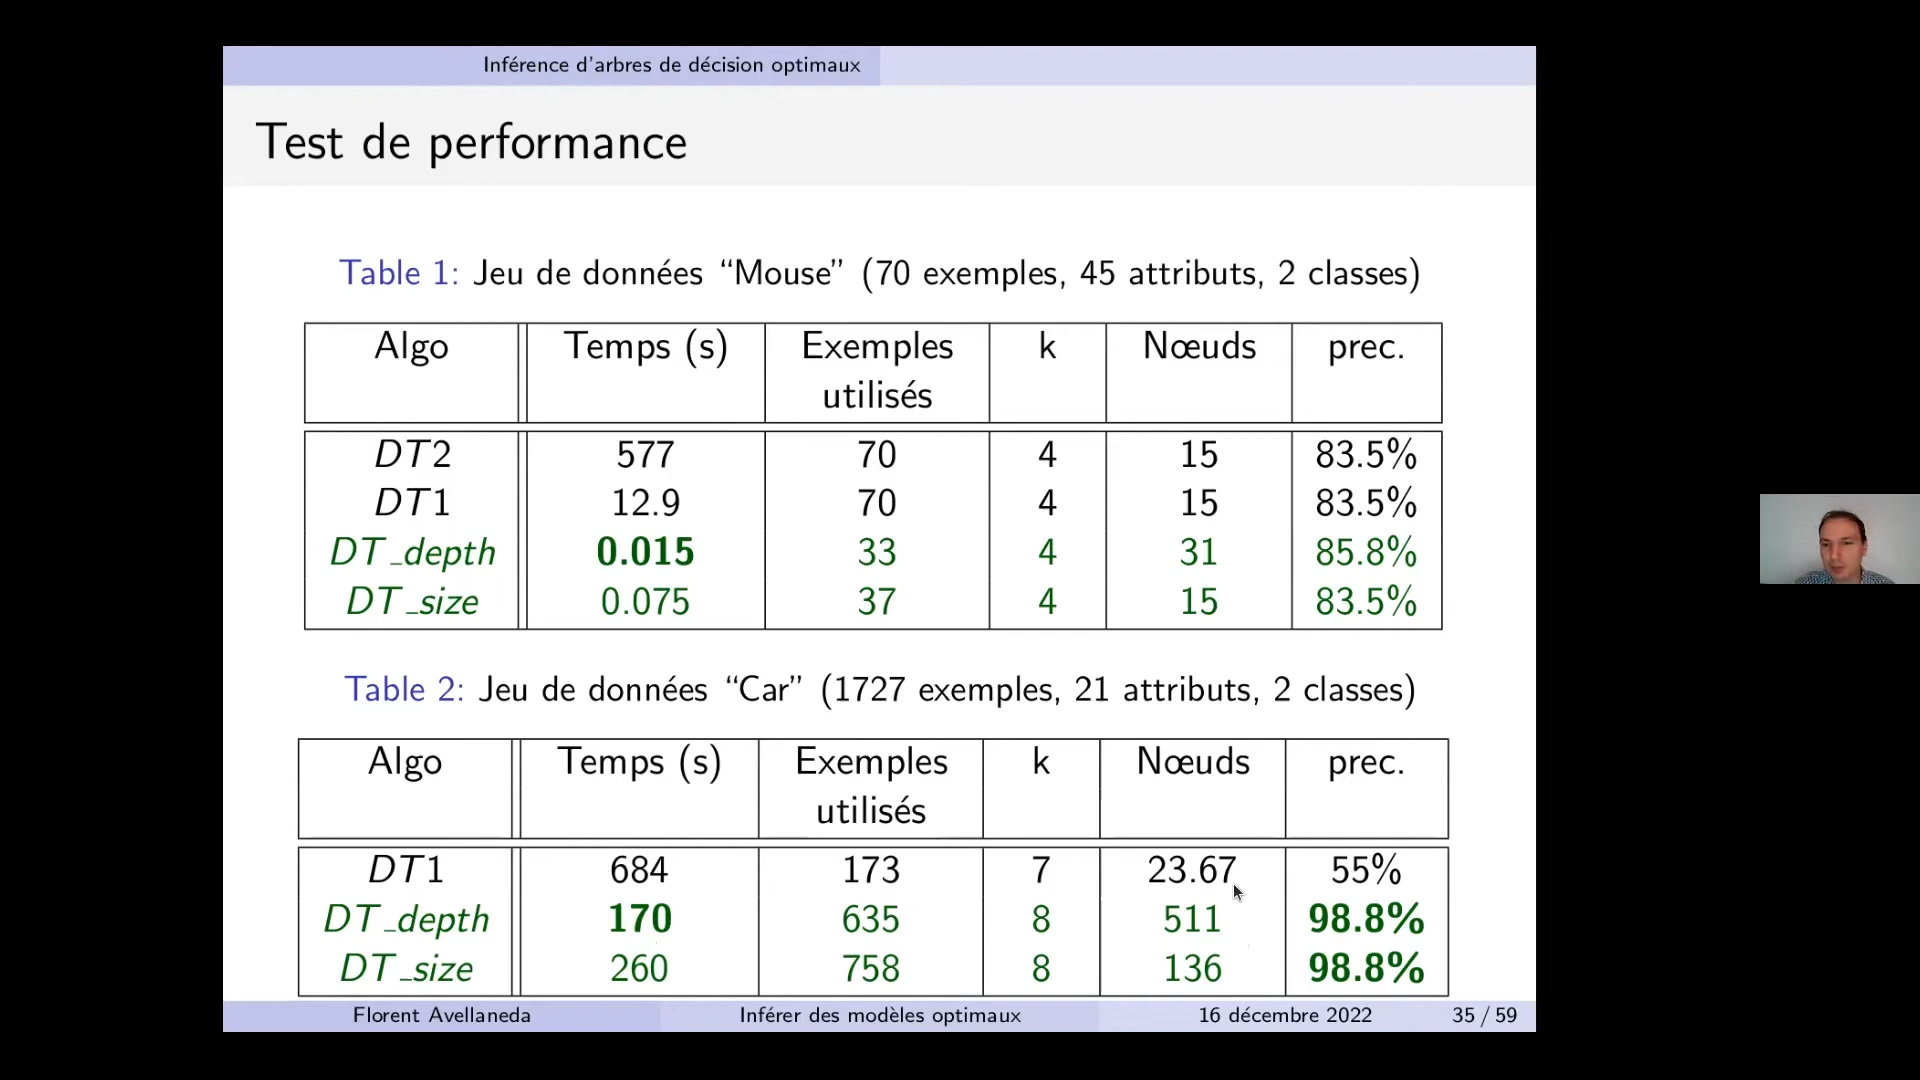 Inférence d'arbres de décision optimaux
Test de performance
Table 1: Jeu de données “Mouse” (70 exemples, 45 attributs, 2 classes)
Algo Temps (s) Exemples utilisés k Nœuds prec.
DT2 577 70 4 15 83.5%
DT1 12.9 70 4 15 83.5%
DT_depth 0.015 33 4 31 85.8%
DT_size 0.075 37 4 15 83.5%
Table 2: Jeu de données “Car” (1727 exemples, 21 attributs, 2 classes)
Algo Temps (s) Exemples utilisés k Nœuds prec.
DT1 684 173 7 23.67 55%
DT_depth 170 635 8 511 98.8%
DT_size 260 758 8 136 98.8%
Florent Avellaneda Inférer des modèles optimaux 16 décembre 2022 35 / 59